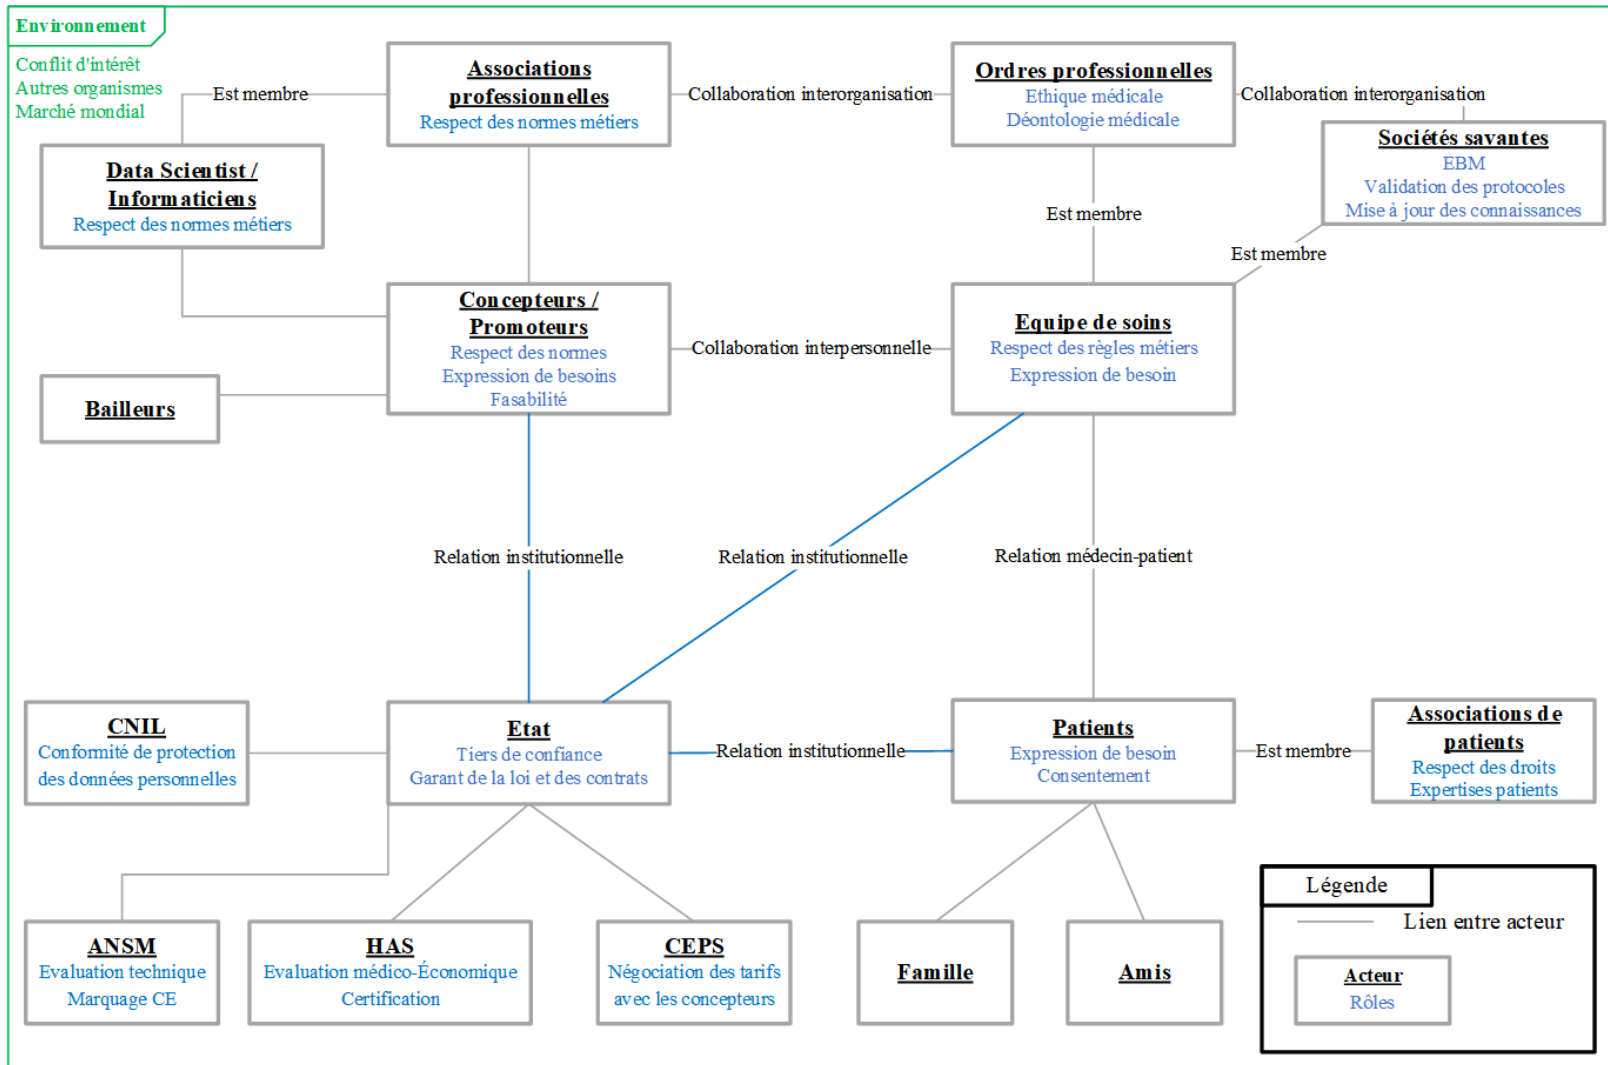 Environnement
Conflit d'intérêt
Autres organismes
Marché mondial
Est membre
Associations
professionnelles
Respect des normes métiers
Collaboration interorganisation
Ordres professionnelles
Ethique médicale
Déontologie médicale
Collaboration interorganisation
Sociétés savantes
EBM
Validation des protocoles
Mise à jour des connaissances
Data Scientist /
Informaticiens
Respect des normes métiers
Est membre
Est membre
Concepteurs /
Promoteurs
Respect des normes
Expression de besoins
Fasabilité
Collaboration interpersonnelle
Equipe de soins
Respect des règles métiers
Expression de besoin
Bailleurs
Relation institutionnelle
Relation institutionnelle
Relation médecin-patient
CNIL
Conformité de protection
des données personnelles
Etat
Tiers de confiance
Garant de la loi et des contrats
Relation institutionnelle
Patients
Expression de besoin
Consentement
Est membre
Associations de
patients
Respect des droits
Expertises patients
ANSM
Evaluation technique
Marquage CE
HAS
Evaluation médico-Économique
Certification
CEPS
Négociation des tarifs
avec les concepteurs
Famille
Amis
Légende
Lien entre acteur
Acteur
Rôles